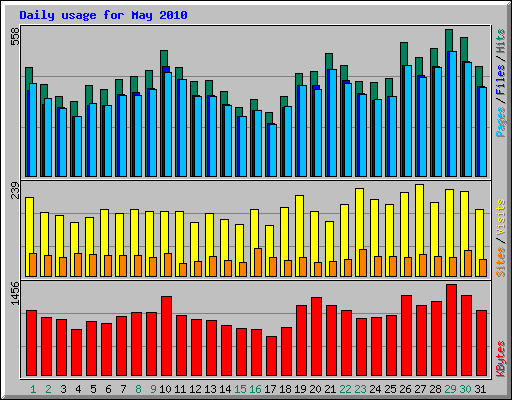 Daily usage for May 2010
558
Pages / Files / Hits
239
Sites / Visits
1456
KBytes
1 2 3 4 5 6 7 8 9 10 11 12 13 14 15 16 17 18 19 20 21 22 23 24 25 26 27 28 29 30 31